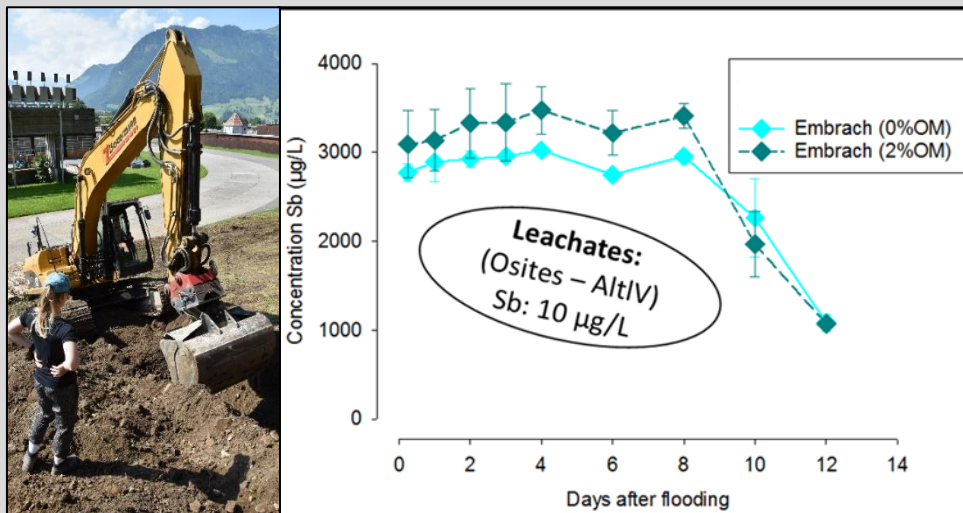 4000
3000
2000
1000
0
Concentration Sb (µg/L)
Embrach (0%OM)
Embrach (2%OM)
Leachates:
(Osites – AltlV)
Sb: 10 µg/L
0 2 4 6 8 10 12 14
Days after flooding